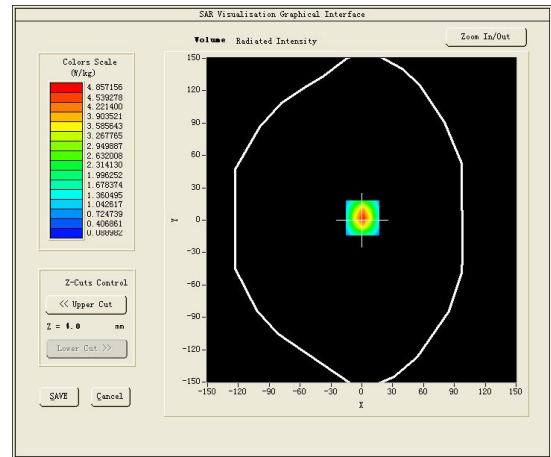 SAR Visualisation Graphical Interface
Volume Radiated Intensity
Zoom In/Out
Colors Scale
(W/kg)
4.857156
4.539278
4.221400
3.903521
3.585643
3.267765
2.949887
2.632008
2.314130
1.996252
1.678374
1.360495
1.042617
0.724739
0.406861
0.088982
150
120
90
60
30
0
-30
-60
-90
-120
-150
Y
-150 -120 -90 -60 -30 0 30 60 90 120 150
X
Z-Cuts Control
<< Upper Cut
Z = 4.0 mm
Lower Cut >>
SAVE Cancel